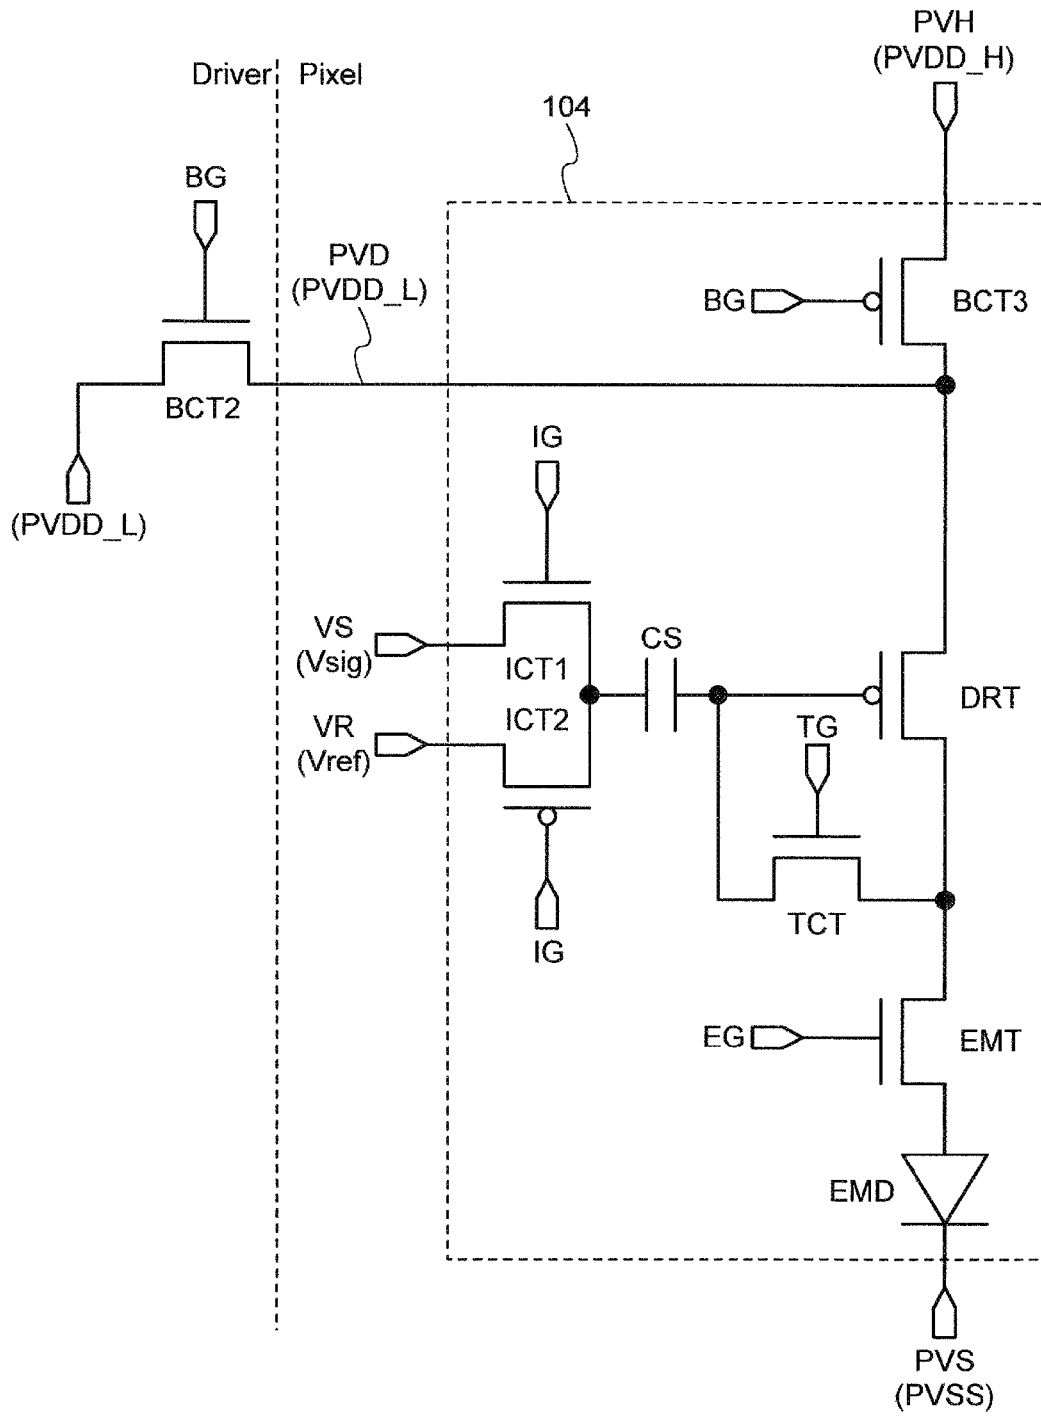 PVH
(PVDD_H)
Driver
Pixel
104
BG
PVD
(PVDD_L)
BG
BCT3
BCT2
IG
(PVDD_L)
VS
(Vsig)
ICT1
CS
ICT2
DRT
VR
(Vref)
TG
TCT
IG
EG
EMT
EMD
PVS
(PVSS)